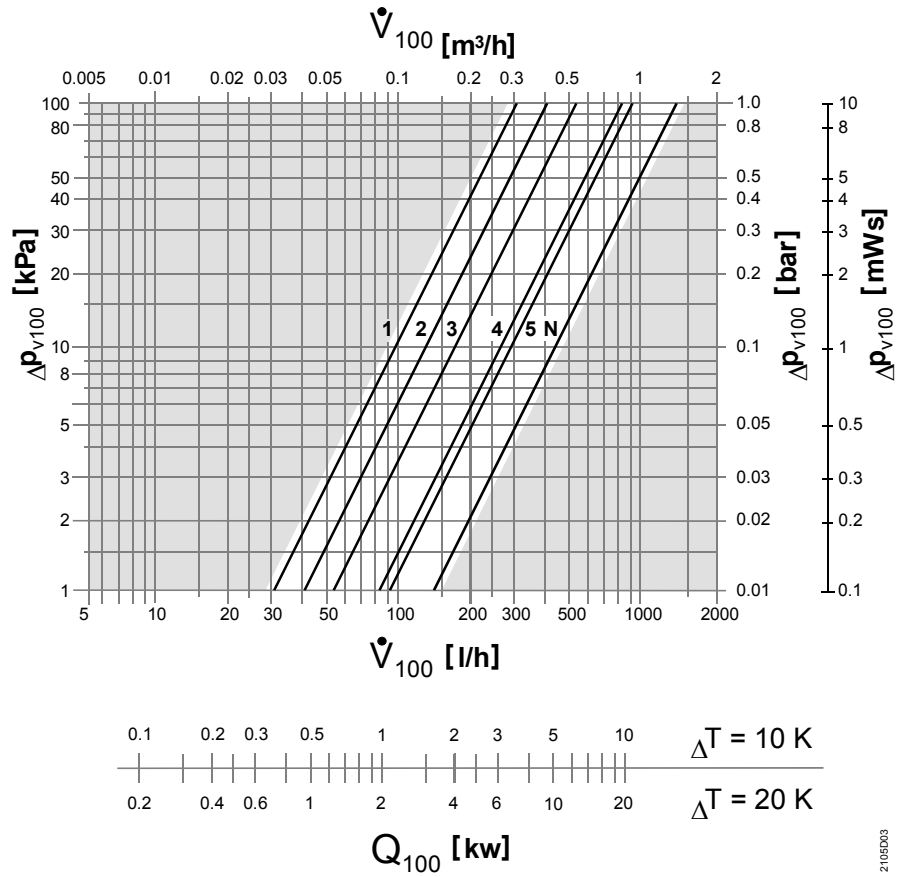 V̇100 [m³/h]
0.005 0.01 0.02 0.03 0.05 0.1 0.2 0.3 0.5 1 2
100 1.0 10
80 0.8 8
50 0.5 5
40 0.4 4
30 0.3 3
20 0.2 2
10 0.1 1
8
5 0.05 0.5
3 0.03 0.3
2 0.02 0.2
1 0.01 0.1
Δpv100 [kPa]
1 2 3 4 5 N
Δpv100 [bar]
Δpv100 [mWs]
5 10 20 30 50 100 200 300 500 1000 2000
V̇100 [l/h]
0.1 0.2 0.3 0.5 1 2 3 5 10 ΔT = 10 K
0.2 0.4 0.6 1 2 4 6 10 20 ΔT = 20 K
Q100 [kw]
2105D03